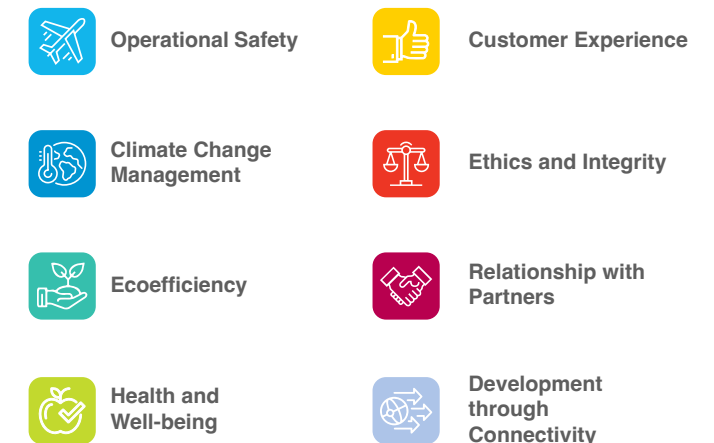 Operational Safety
Customer Experience
Climate Change
Management
Ethics and Integrity
Ecoefficiency
Relationship with
Partners
Health and
Well-being
Development
through
Connectivity